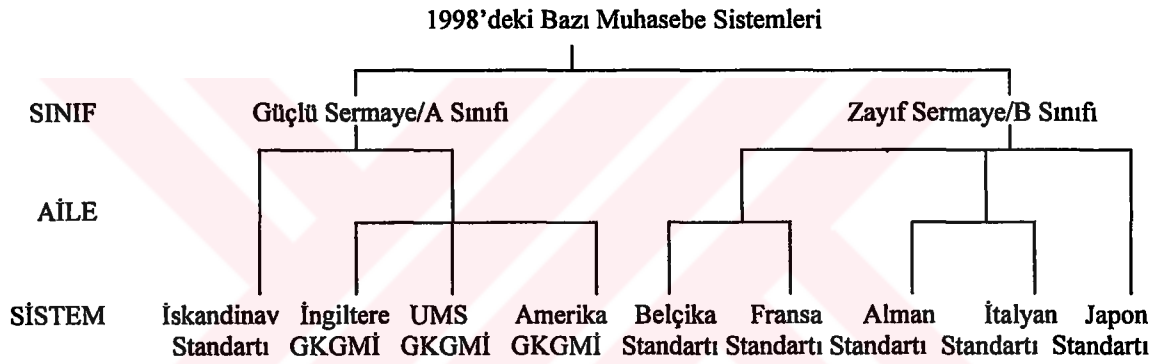 1998’deki Bazı Muhasebe Sistemleri
SINIF Güçlü Sermaye/A Sınıfı Zayıf Sermaye/B Sınıfı
AİLE
SİSTEM İskandinav İngiltere UMS Amerika Belçika Fransa Alman İtalyan Japon
Standartı GKGMİ GKGMİ GKGMİ Standartı Standartı Standartı Standartı Standartı